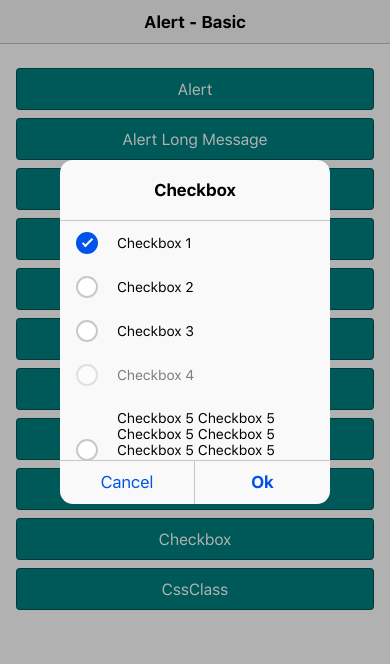 Alert - Basic
Alert
Alert Long Message
Checkbox
Checkbox 1
Checkbox 2
Checkbox 3
Checkbox 4
Checkbox 5 Checkbox 5
Checkbox 5 Checkbox 5
Checkbox 5 Checkbox 5
Cancel
Ok
Checkbox
CssClass